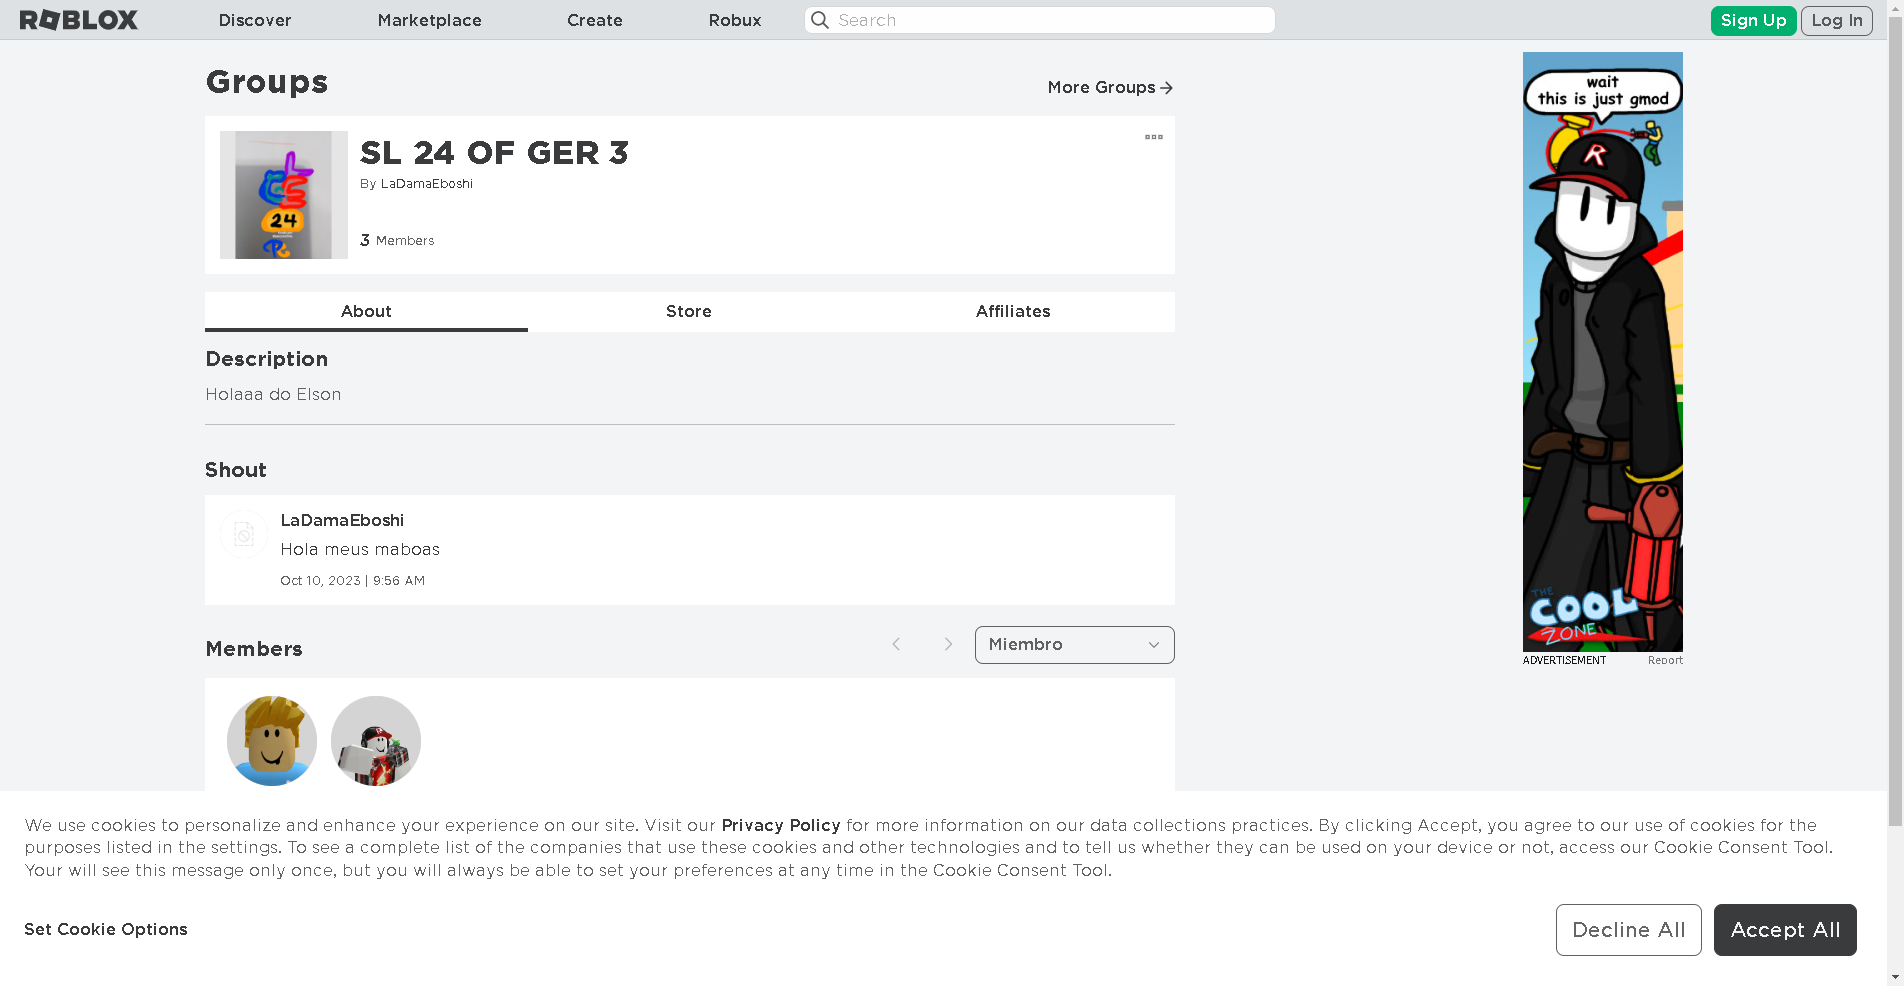 ROBLOX
Discover
Marketplace
Create
Robux
Search
Sign Up
Log In
Groups
More Groups
SL 24 OF GER 3
By LaDamaEboshi
3 Members
24
About
Store
Affiliates
Description
Holaaa do Elson
Shout
LaDamaEboshi
Hola meus maboas
Oct 10, 2023 | 9:56 AM
Members
Miembro
wait
this is just gmod
R
THE
COOL
ZONE
ADVERTISEMENT
Report
We use cookies to personalize and enhance your experience on our site. Visit our Privacy Policy for more information on our data collections practices. By clicking Accept, you agree to our use of cookies for the
purposes listed in the settings. To see a complete list of the companies that use these cookies and other technologies and to tell us whether they can be used on your device or not, access our Cookie Consent Tool.
Your will see this message only once, but you will always be able to set your preferences at any time in the Cookie Consent Tool.
Set Cookie Options
Decline All
Accept All